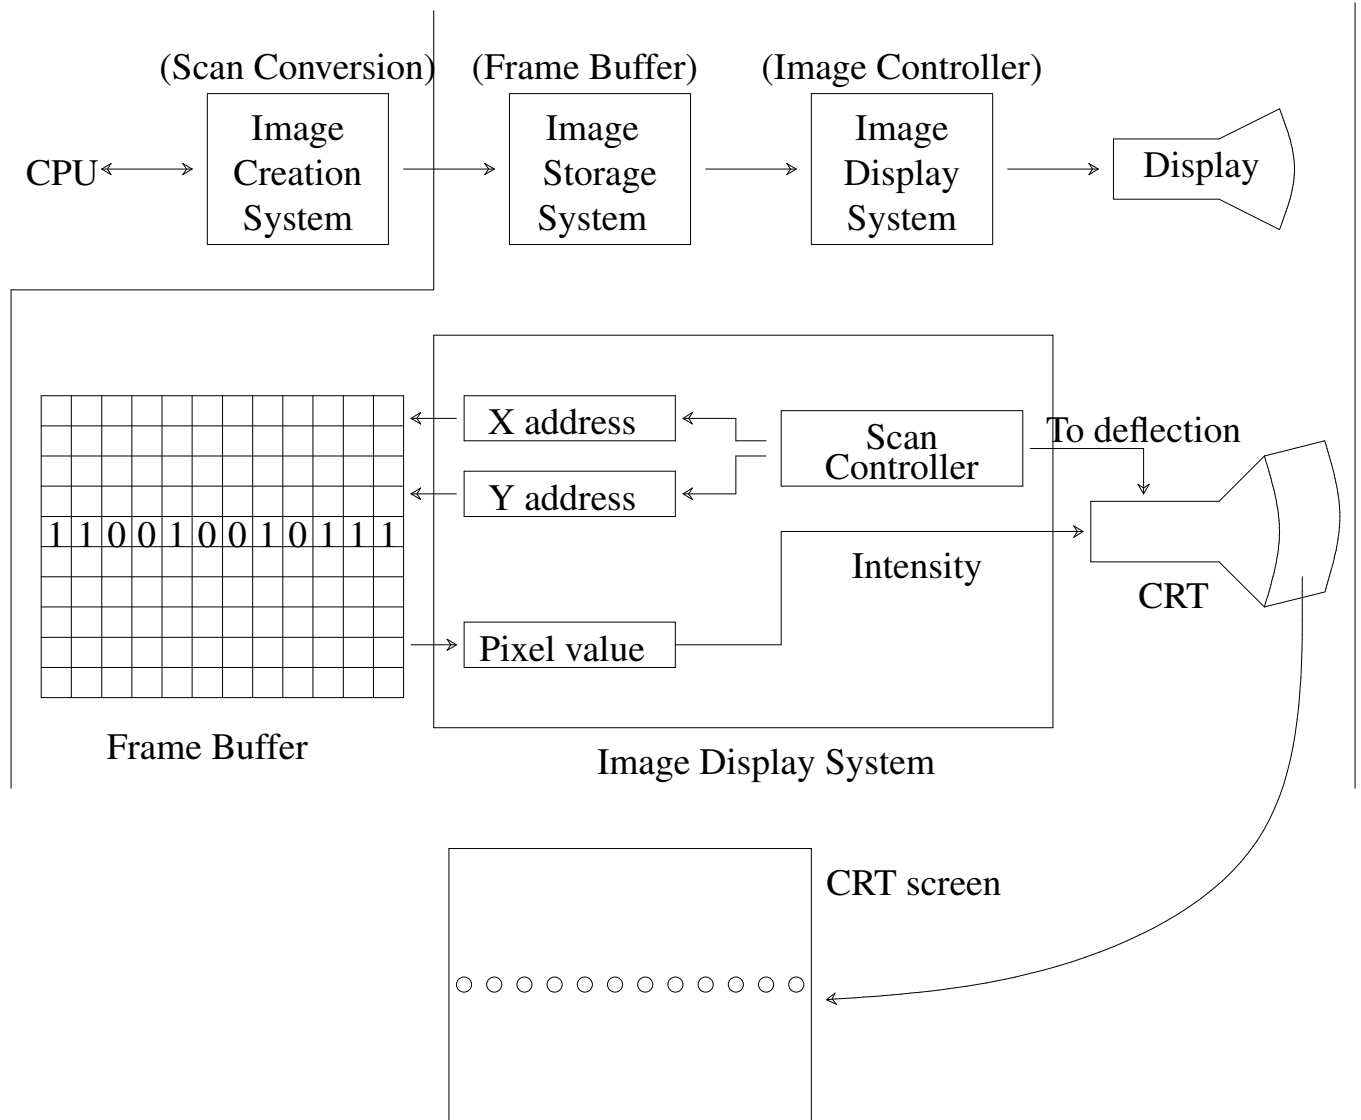 (Scan Conversion)
(Frame Buffer)
(Image Controller)
CPU
Image
Creation
System
Image
Storage
System
Image
Display
System
Display
X address
Y address
Scan
Controller
To deflection
1 1 0 0 1 0 0 1 0 1 1 1
Intensity
CRT
Pixel value
Frame Buffer
Image Display System
CRT screen